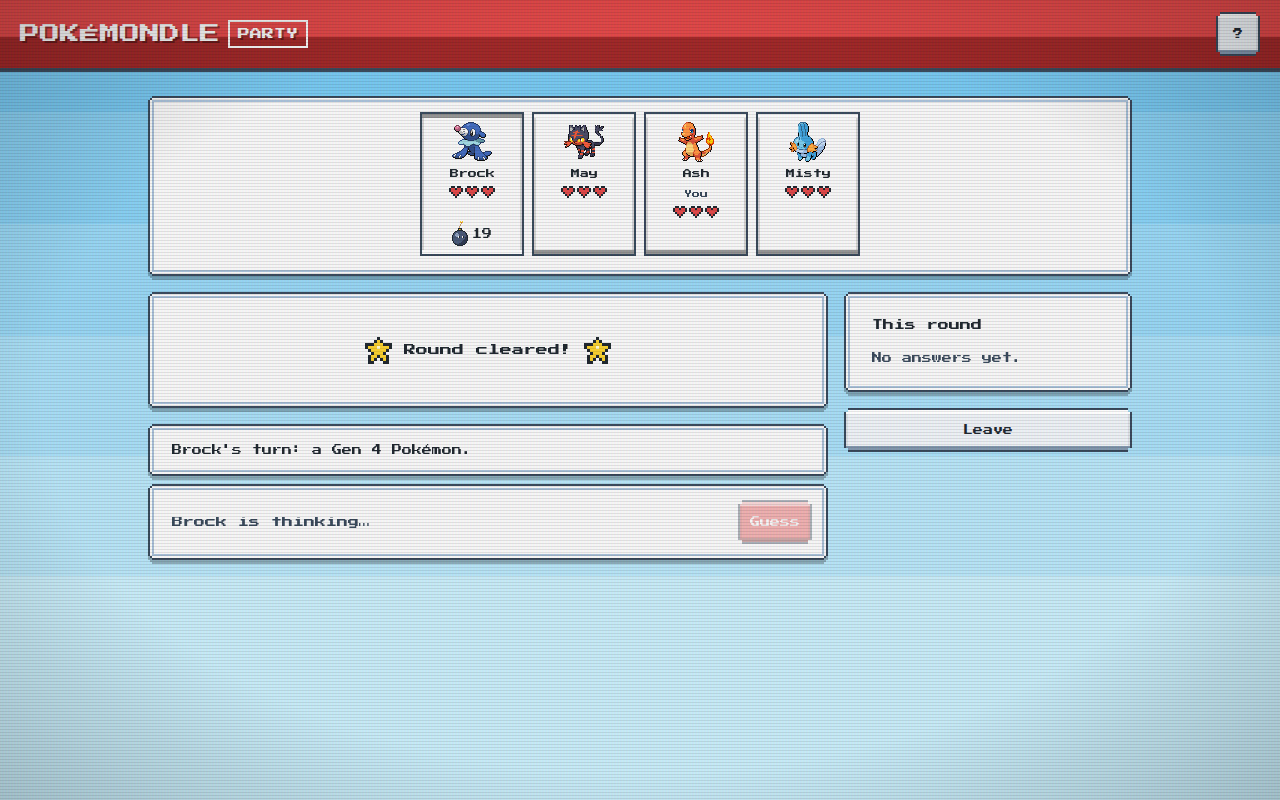 POKéMONDLE PARTY
?
Brock
19
May
Ash
You
Misty
Round cleared!
Brock's turn: a Gen 4 Pokémon.
Brock is thinking…
Guess
This round
No answers yet.
Leave